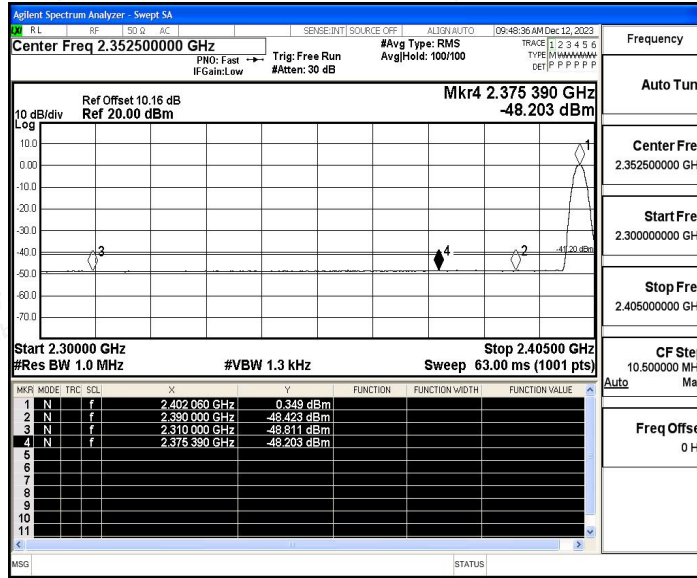 Agilent Spectrum Analyzer - Swept SA
LXI RL RF 50 Ω AC SENSE:INT SOURCE OFF ALIGNAUTO 09:48:36 AM Dec 12, 2023
Center Freq 2.352500000 GHz #Avg Type: RMS TRACE 1 2 3 4 5 6
PNO: Fast Trig: Free Run Avg|Hold: 100/100 TYPE MWWWWW
IFGain:Low #Atten: 30 dB DET P P P P P P
Mkr4 2.375 390 GHz
Ref Offset 10.16 dB
10 dB/div Ref 20.00 dBm -48.203 dBm
Log
10.0 1
0.00
-10.0
-20.0
-30.0
-40.0 3 4 2 -41.20 dBm
-50.0
-60.0
-70.0
Start 2.30000 GHz Stop 2.40500 GHz
#Res BW 1.0 MHz #VBW 1.3 kHz Sweep 63.00 ms (1001 pts)
MKR MODE TRC SCL X Y FUNCTION FUNCTION WIDTH FUNCTION VALUE
1 N f 2.402 060 GHz 0.349 dBm
2 N f 2.390 000 GHz -48.423 dBm
3 N f 2.310 000 GHz -48.811 dBm
4 N f 2.375 390 GHz -48.203 dBm
5
6
7
8
9
10
11
MSG STATUS
Frequency
Auto Tun
Center Fre
2.352500000 GH
Start Fre
2.300000000 GH
Stop Fre
2.405000000 GH
CF Ste
10.500000 MH
Auto Ma
Freq Offse
0 H